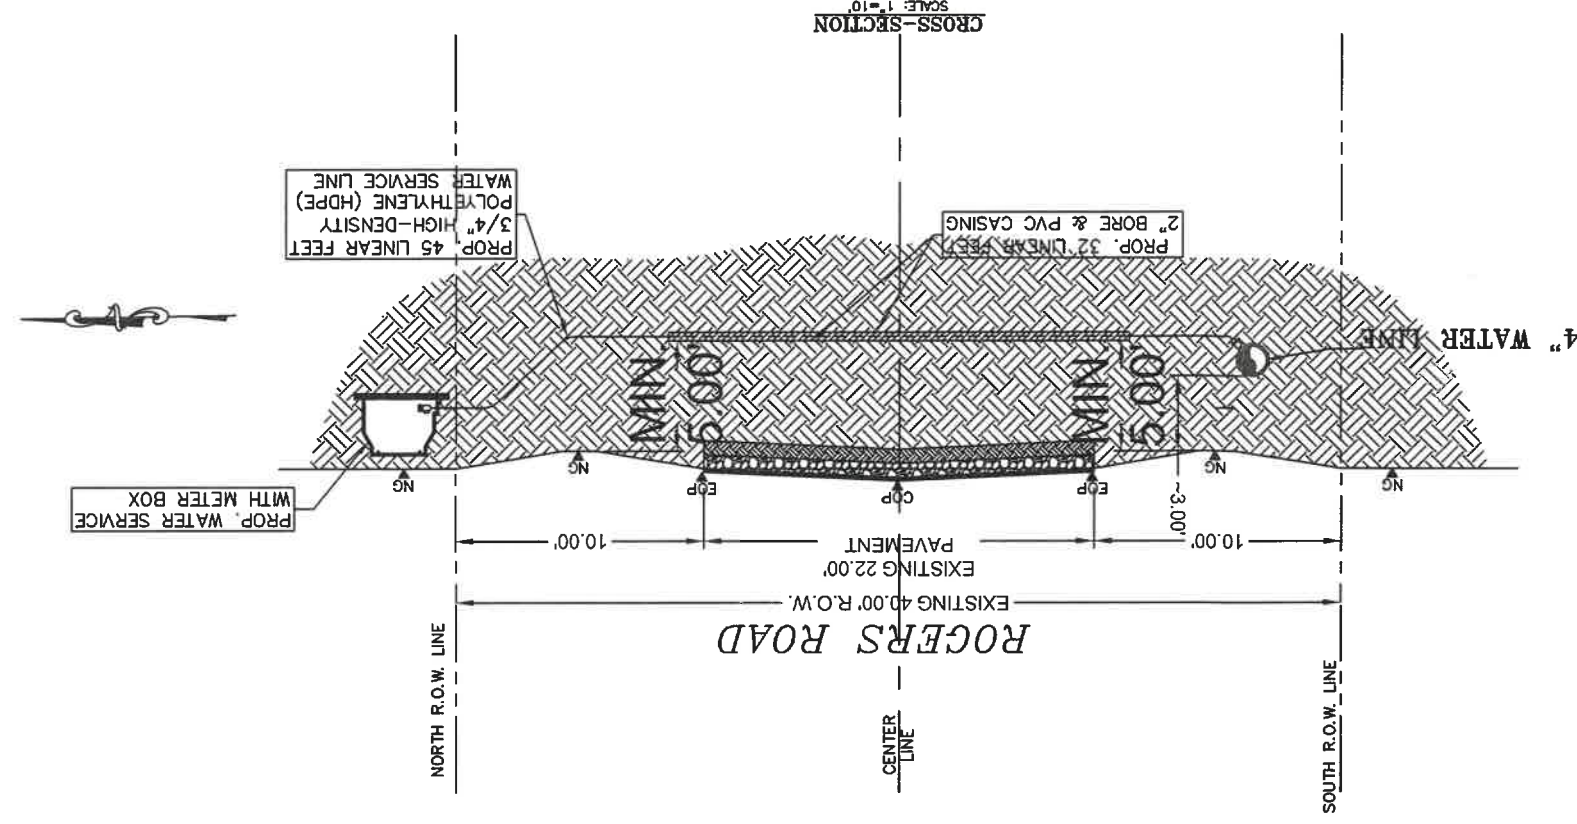 SOUTH R.O.W. LINE
CENTER
LINE
NORTH R.O.W. LINE
ROGERS ROAD
EXISTING 40.00' R.O.W.
EXISTING 22.00'
PAVEMENT
10.00'
10.00'
~3.00'
PROP. WATER SERVICE
WITH METER BOX
NG
NG
EOP
COP
EOP
NG
NG
5.00'
MIN
5.00'
MIN
4" WATER LINE
PROP. 32 LINEAR FEET
2" BORE & PVC CASING
PROP. 45 LINEAR FEET
3/4" HIGH-DENSITY
POLYETHYLENE (HDPE)
WATER SERVICE LINE
CROSS-SECTION
SCALE: 1"=10'